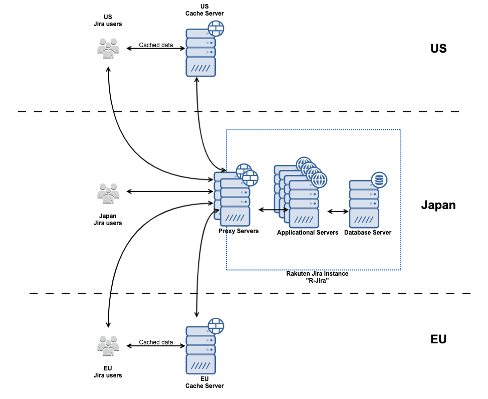 US
Jira users
US
Cache Server
Cached data
US
Japan
Jira users
Proxy Servers
Applicational Servers
Database Server
Japan
Rakuten Jira Instance
"R-Jira"
EU
Jira users
Cached data
EU
Cache Server
EU